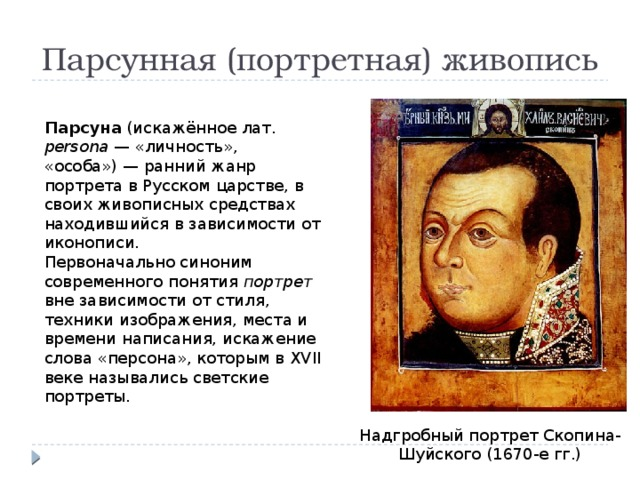 Парсунная (портретная) живопись
Парсуна (искажённое лат.
persona — «личность»,
«особа») — ранний жанр
портрета в Русском царстве, в
своих живописных средствах
находившийся в зависимости от
иконописи.
Первоначально синоним
современного понятия портрет
вне зависимости от стиля,
техники изображения, места и
времени написания, искажение
слова «персона», которым в XVII
веке назывались светские
портреты.
Надгробный портрет Скопина-
Шуйского (1670-е гг.)